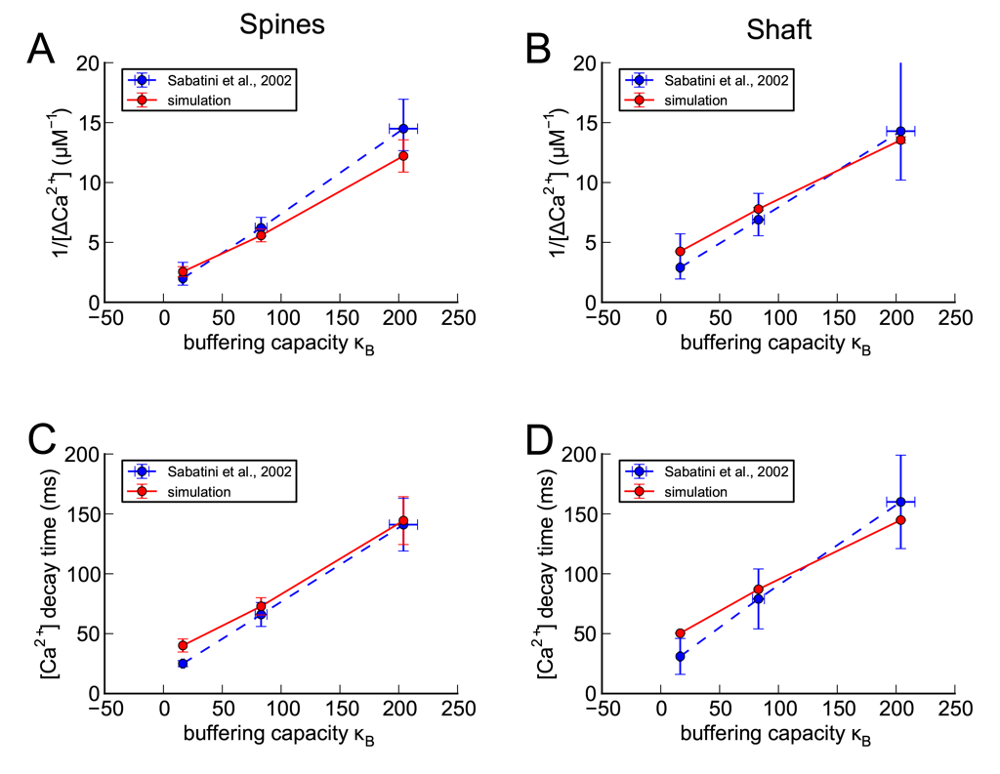 Spines
Shaft
A
20
15
10
5
0
1/[ΔCa²⁺] (µM⁻¹)
Sabatini et al., 2002
simulation
−50 0 50 100 150 200 250
buffering capacity κB
B
20
15
10
5
0
1/[ΔCa²⁺] (µM⁻¹)
Sabatini et al., 2002
simulation
−50 0 50 100 150 200 250
buffering capacity κB
C
200
150
100
50
0
[Ca²⁺] decay time (ms)
Sabatini et al., 2002
simulation
−50 0 50 100 150 200 250
buffering capacity κB
D
200
150
100
50
0
[Ca²⁺] decay time (ms)
Sabatini et al., 2002
simulation
−50 0 50 100 150 200 250
buffering capacity κB